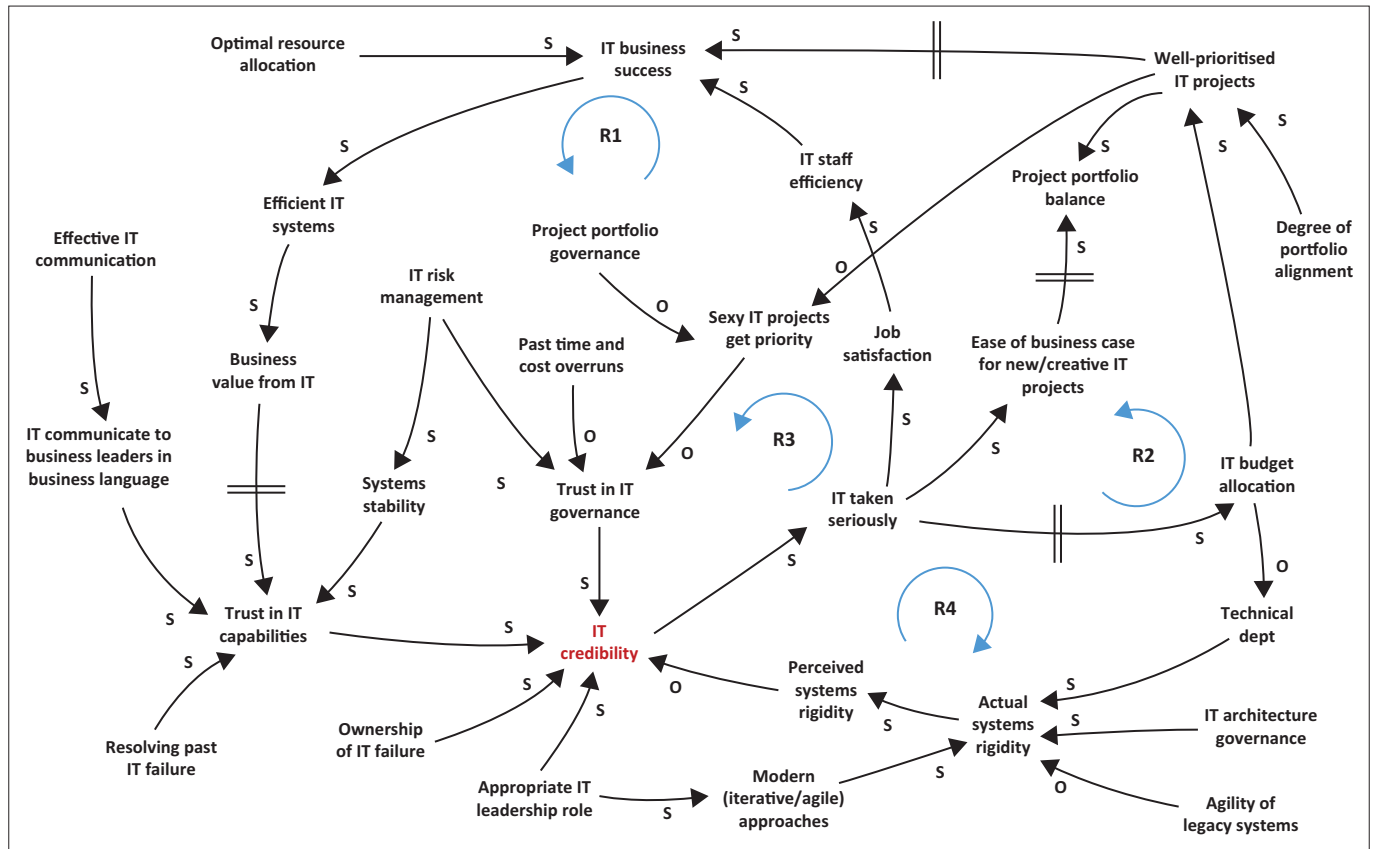 Optimal resource
allocation
S
IT business
success
S
Well-prioritised
IT projects
S
R1
S
IT staff
efficiency
S
Project portfolio
balance
S
S
Degree of
portfolio
alignment
Efficient IT
systems
Effective IT
communication
Project portfolio
governance
S
O
S
IT risk
management
S
O
Sexy IT projects
get priority
Job
satisfaction
Ease of business case
for new/creative IT
projects
Past time and
cost overruns
Business
value from IT
S
IT communicate to
business leaders in
business language
S
O
O
R3
S
S
R2
IT budget
allocation
Systems
stability
S
Trust in IT
governance
IT taken
seriously
S
S
S
S
S
S
O
Trust in IT
capabilities
S
S
IT
credibility
R4
Technical
dept
S
S
S
O
Perceived
systems
rigidity
S
Actual
systems
rigidity
S
S
IT architecture
governance
Resolving past
IT failure
Ownership
of IT failure
Appropriate IT
leadership role
S
Modern
(iterative/agile)
approaches
S
O
Agility of
legacy systems